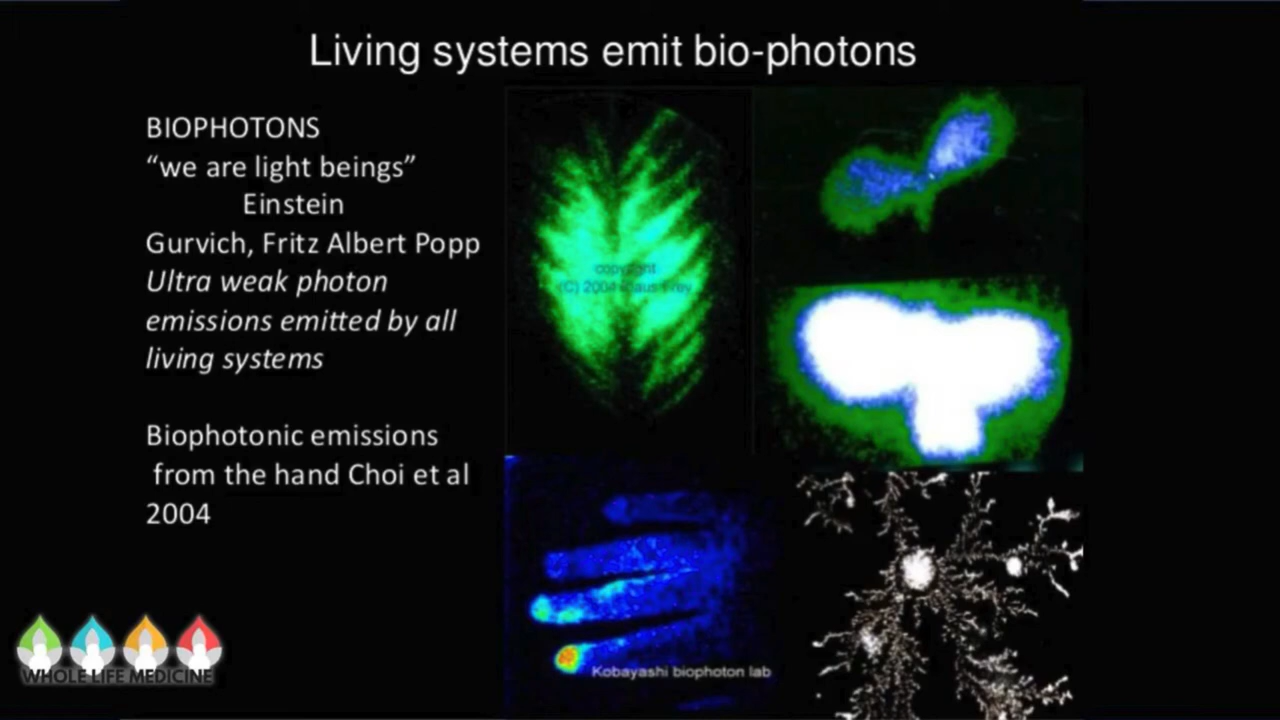 Living systems emit bio-photons
BIOPHOTONS
“we are light beings”
Einstein
Gurvich, Fritz Albert Popp
Ultra weak photon
emissions emitted by all
living systems
Biophotonic emissions
from the hand Choi et al
2004
(C) 2004
Kobayashi biophoton lab
WHOLE LIFE MEDICINE